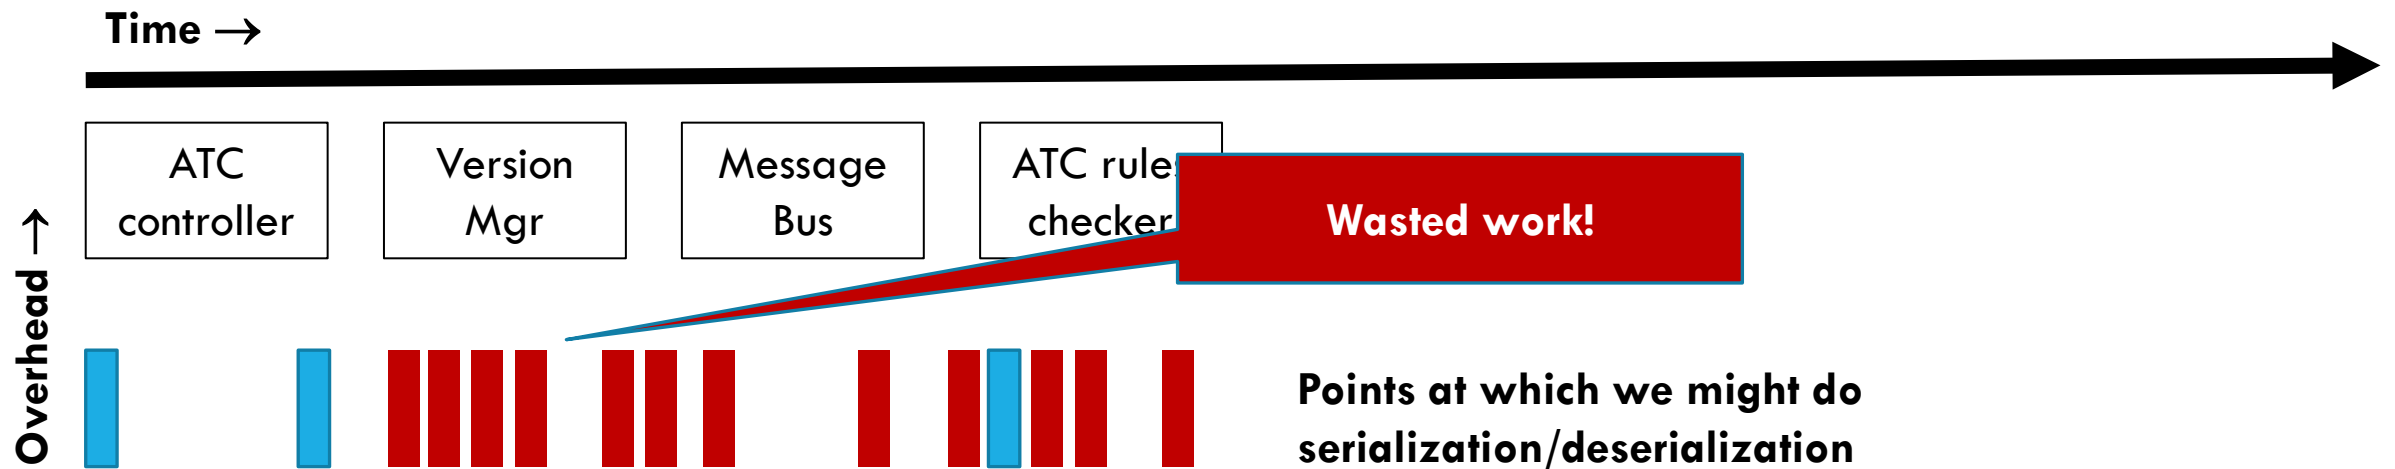 Time →
ATC
controller
Version
Mgr
Message
Bus
ATC rule
checker
Wasted work!
Overhead →
Points at which we might do
serialization/deserialization